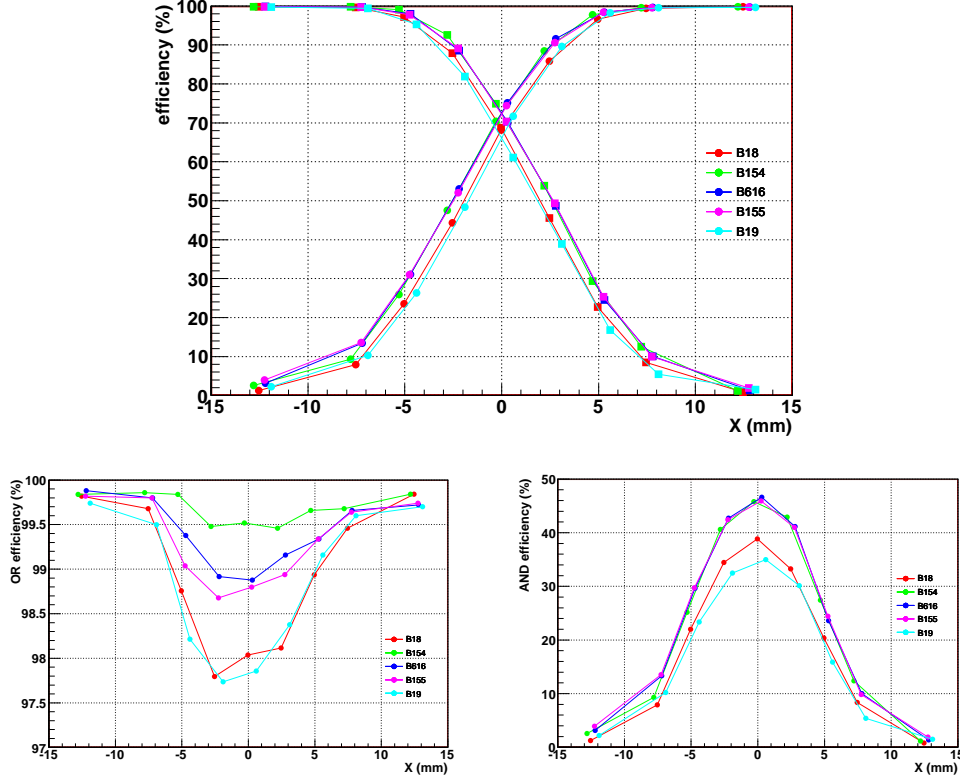 efficiency (%)
100
90
80
70
60
50
40
30
20
10
0
B18
B154
B616
B155
B19
-15 -10 -5 0 5 10 15
X (mm)
OR efficiency (%)
100
99.5
99
98.5
98
97.5
97
B18
B154
B616
B155
B19
-15 -10 -5 0 5 10 15
X (mm)
AND efficiency (%)
50
40
30
20
10
0
B18
B154
B616
B155
B19
-15 -10 -5 0 5 10 15
X (mm)